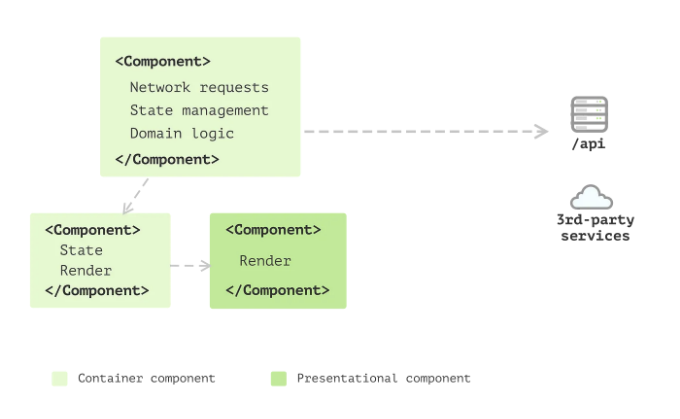 <Component>
Network requests
State management
Domain logic
</Component>
/api
3rd-party
services
<Component>
State
Render
</Component>
<Component>
Render
</Component>
Container component
Presentational component